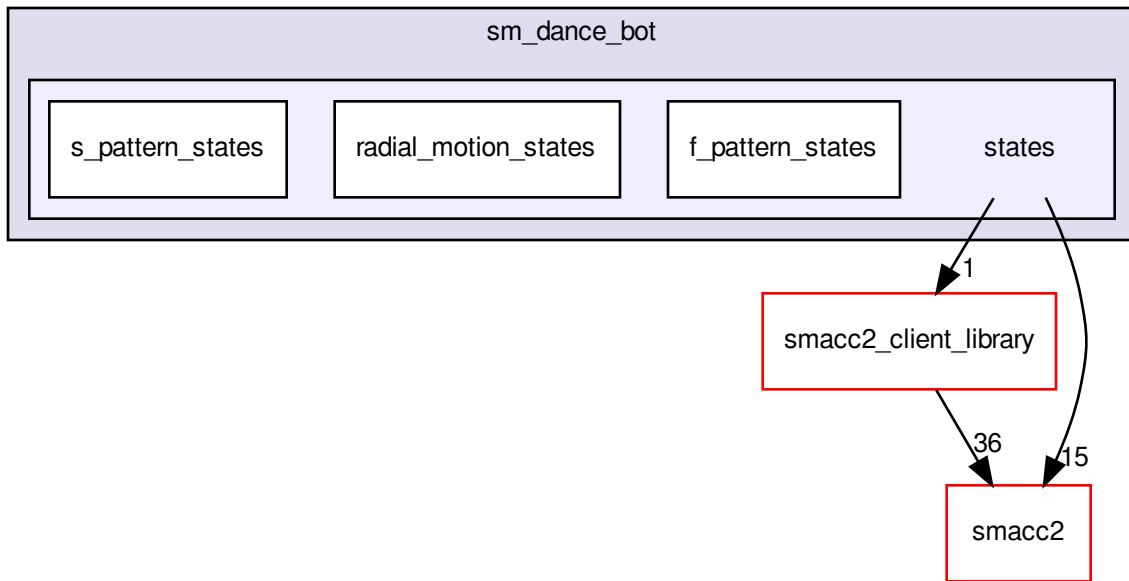 sm_dance_bot
s_pattern_states
radial_motion_states
f_pattern_states
states
1
smacc2_client_library
36
15
smacc2